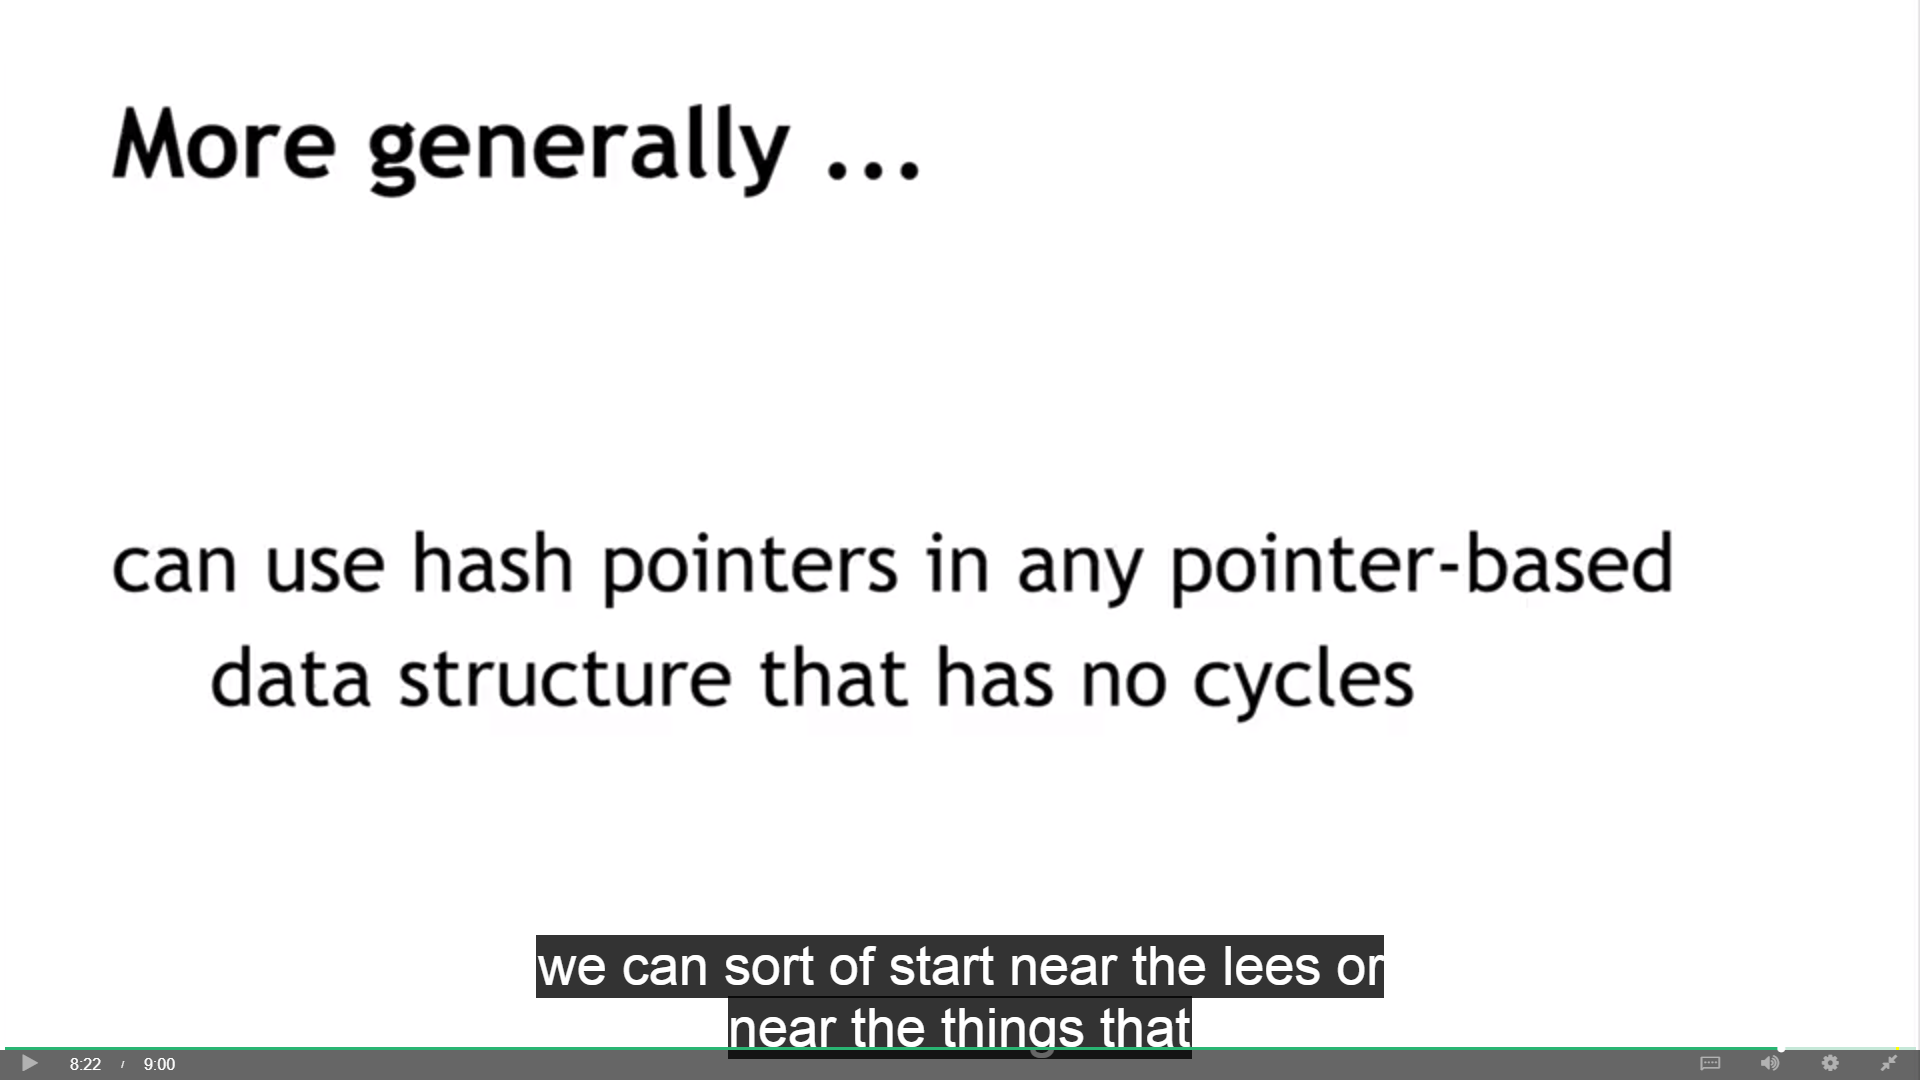 More generally ...
can use hash pointers in any pointer-based
data structure that has no cycles
we can sort of start near the lees or
near the things that
8:22 / 9:00